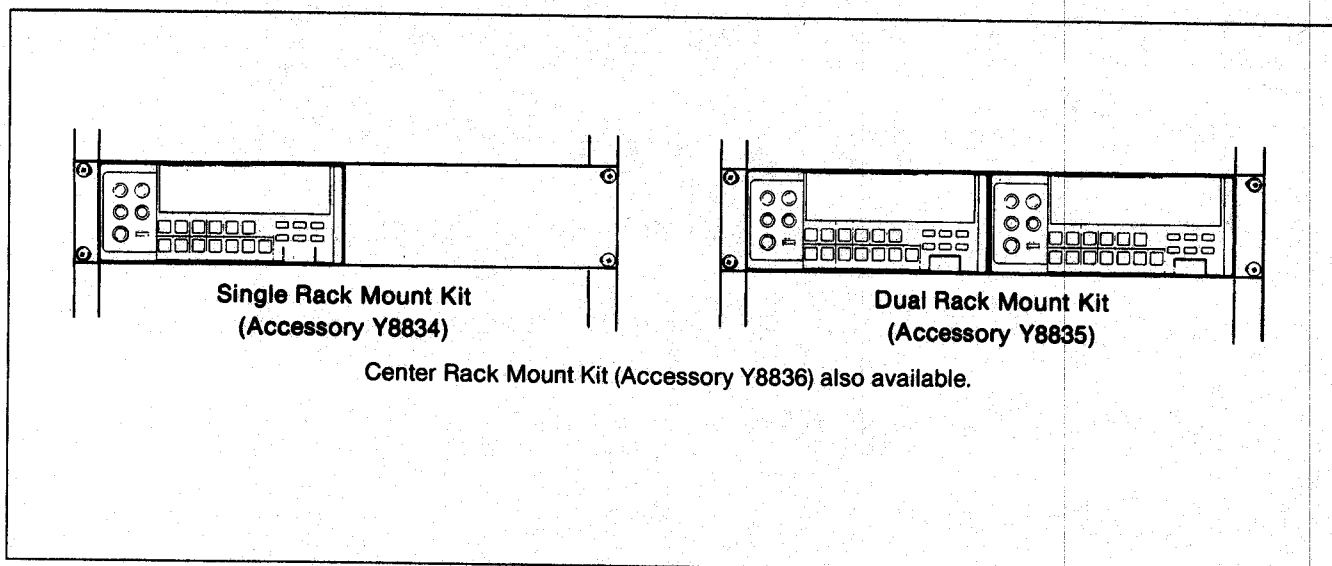 Single Rack Mount Kit
(Accessory Y8834)
Dual Rack Mount Kit
(Accessory Y8835)
Center Rack Mount Kit (Accessory Y8836) also available.